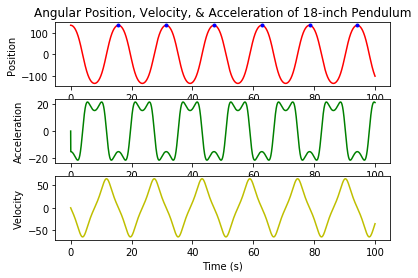 Angular Position, Velocity, & Acceleration of 18-inch Pendulum
Position
100
0
−100
0 20 40 60 80 100
Acceleration
20
0
−20
0 20 40 60 80 100
Velocity
50
0
−50
0 20 40 60 80 100
Time (s)